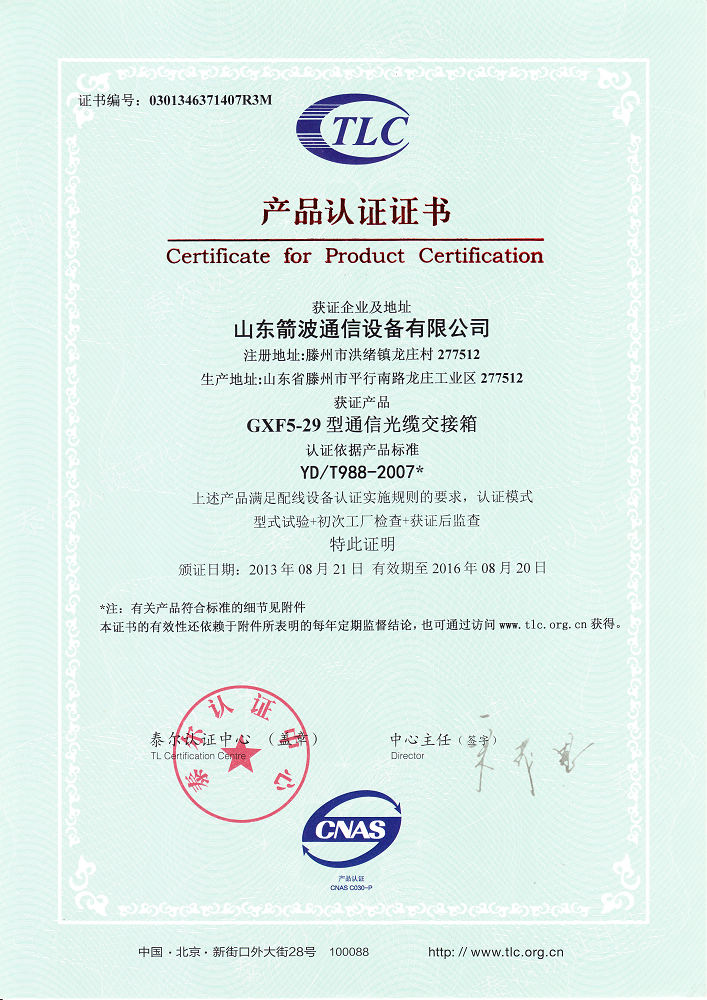 证书编号：0301346371407R3M
TLC
产品认证证书
Certificate for Product Certification
获证企业及地址
山东箭波通信设备有限公司
注册地址:滕州市洪绪镇龙庄村 277512
生产地址:山东省滕州市平行南路龙庄工业区 277512
获证产品
GXF5-29 型通信光缆交接箱
认证依据产品标准
YD/T988-2007*
上述产品满足配线设备认证实施规则的要求，认证模式
型式试验+初次工厂检查+获证后监查
特此证明
颁证日期：2013 年 08 月 21 日 有效期至 2016 年 08 月 20 日
*注：有关产品符合标准的细节见附件
本证书的有效性还依赖于附件所表明的每年定期监督结论，也可通过访问 www.tlc.org.cn 获得。
泰尔认证中心 （盖章）
TL Certification Centre
泰尔认证中心
中心主任（签字）
Director
CNAS
产品认证
CNAS C030-P
中国·北京·新街口外大街28号 100088
http: // www.tlc.org.cn